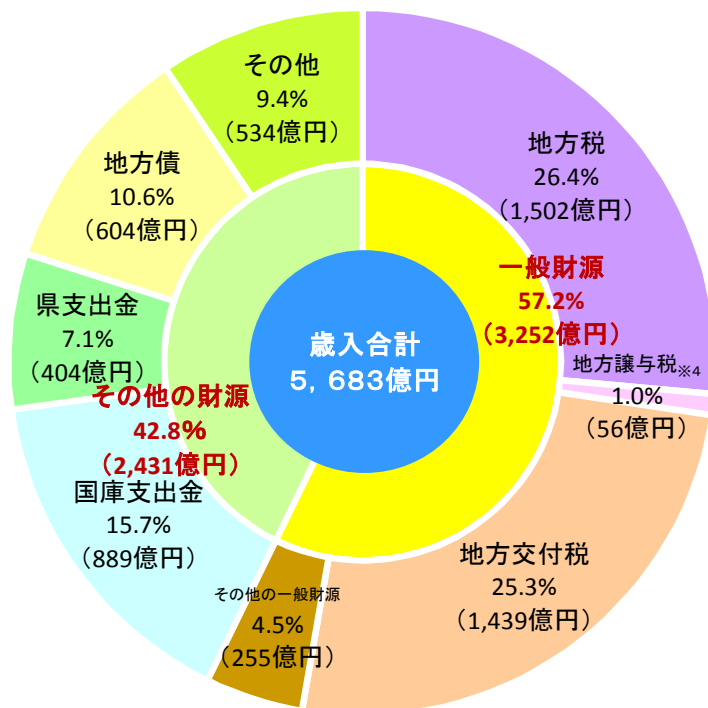 その他
9.4%
（534億円）
地方税
26.4%
（1,502億円）
地方債
10.6%
（604億円）
一般財源
57.2%
（3,252億円）
県支出金
7.1%
（404億円）
歳入合計
５，６８３億円
地方譲与税※4
1.0%
（56億円）
その他の財源
42.8%
（2,431億円）
国庫支出金
15.7%
（889億円）
地方交付税
25.3%
（1,439億円）
その他の一般財源
4.5%
（255億円）